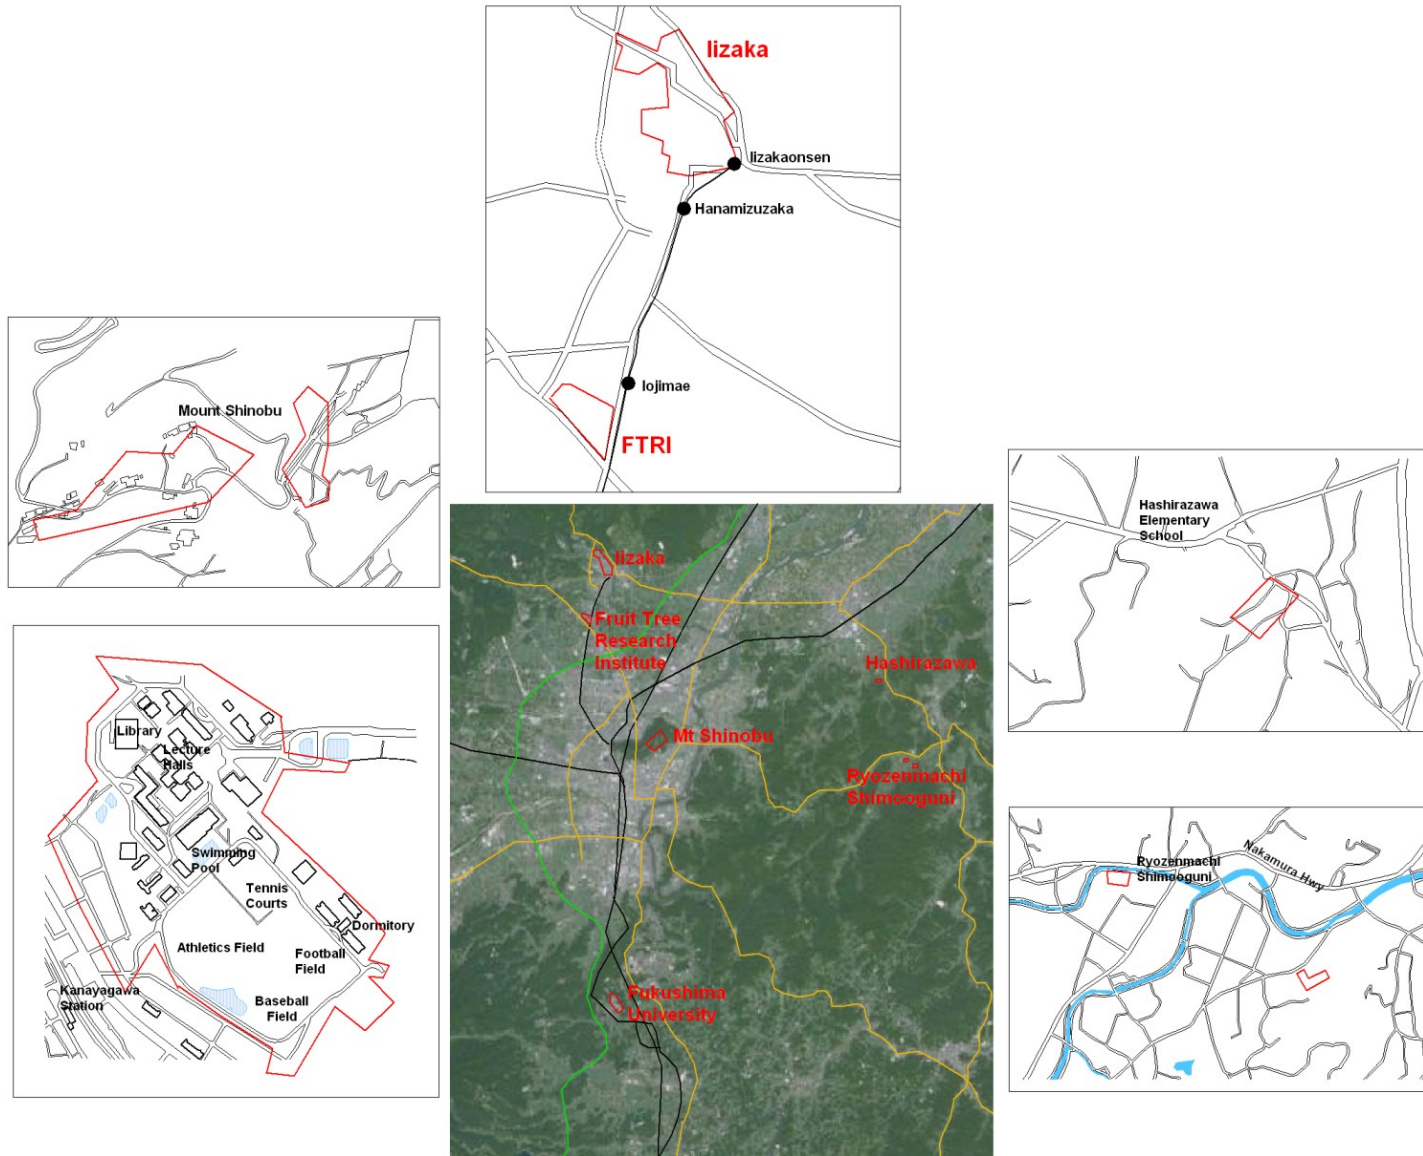 Iizaka
Iizakaonsen
Hanamizuzaka
Iojimae
FTRI
Mount Shinobu
Library
Lecture
Halls
Swimming
Pool
Tennis
Courts
Dormitory
Athletics Field
Football
Field
Kanayagawa
Station
Baseball
Field
Iizaka
Fruit Tree
Research
Institute
Hashirazawa
Mt Shinobu
Ryozenmachi
Shimooguni
Fukushima
University
Hashirazawa
Elementary
School
Ryozenmachi
Shimooguni
Nakamura Hwy